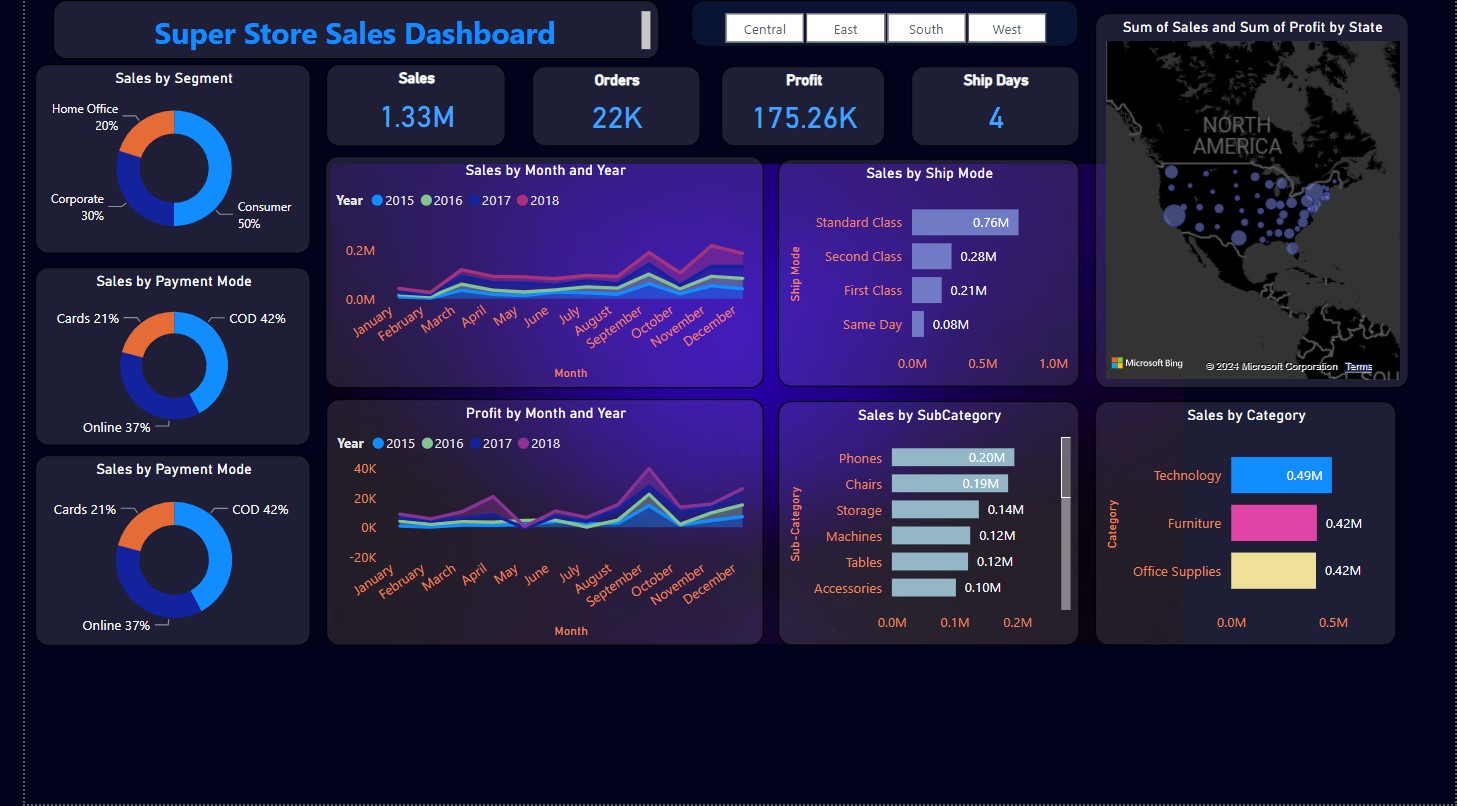 Super Store Sales Dashboard
Central
East
South
West
Sum of Sales and Sum of Profit by State
NORTH
AMERICA
Microsoft Bing
© 2024 Microsoft Corporation
Terms
Sales by Segment
Home Office
20%
Corporate
30%
Consumer
50%
Sales
1.33M
Orders
22K
Profit
175.26K
Ship Days
4
Sales by Month and Year
Year
2015
2016
2017
2018
0.2M
0.0M
January
February
March
April
May
June
July
August
September
October
November
December
Month
Sales by Ship Mode
Ship Mode
Standard Class
0.76M
Second Class
0.28M
First Class
0.21M
Same Day
0.08M
0.0M
0.5M
1.0M
Sales by Payment Mode
Cards 21%
COD 42%
Online 37%
Profit by Month and Year
Year
2015
2016
2017
2018
40K
20K
0K
-20K
January
February
March
April
May
June
July
August
September
October
November
December
Month
Sales by SubCategory
Sub-Category
Phones
0.20M
Chairs
0.19M
Storage
0.14M
Machines
0.12M
Tables
0.12M
Accessories
0.10M
0.0M
0.1M
0.2M
Sales by Category
Category
Technology
0.49M
Furniture
0.42M
Office Supplies
0.42M
0.0M
0.5M
Sales by Payment Mode
Cards 21%
COD 42%
Online 37%